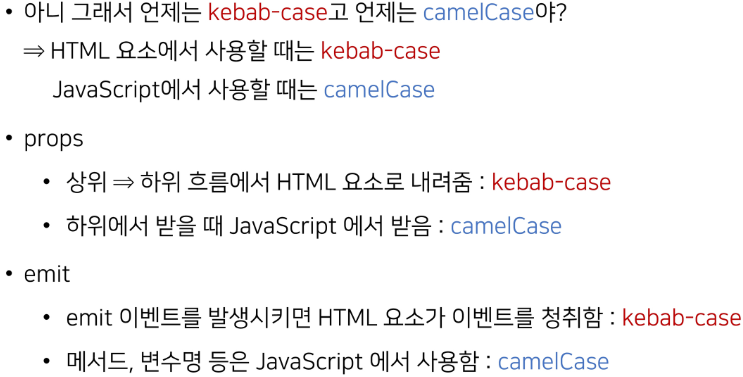 • 아니 그래서 언제는 kebab-case고 언제는 camelCase야?
⇒ HTML 요소에서 사용할 때는 kebab-case
JavaScript에서 사용할 때는 camelCase
• props
• 상위 ⇒ 하위 흐름에서 HTML 요소로 내려줌 : kebab-case
• 하위에서 받을 때 JavaScript 에서 받음 : camelCase
• emit
• emit 이벤트를 발생시키면 HTML 요소가 이벤트를 청취함 : kebab-case
• 메서드, 변수명 등은 JavaScript 에서 사용함 : camelCase